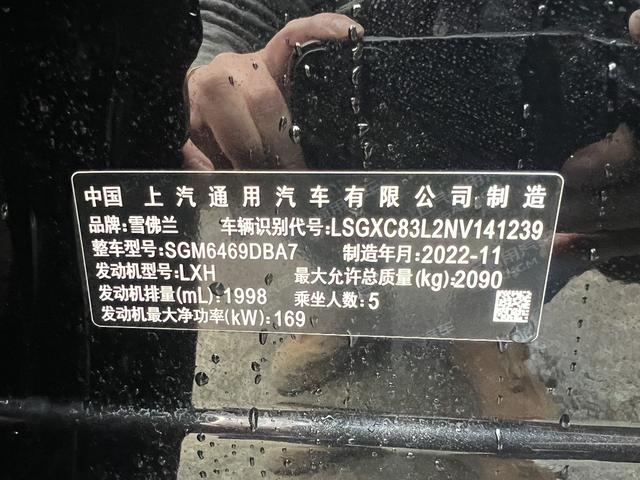 中国 上汽通用汽车有限公司制造
品牌:雪佛兰 车辆识别代号:LSGXC83L2NV141239
整车型号:SGM6469DBA7 制造年月:2022-11
发动机型号:LXH 最大允许总质量(kg):2090
发动机排量(mL):1998 乘坐人数:5
发动机最大净功率(kW):169